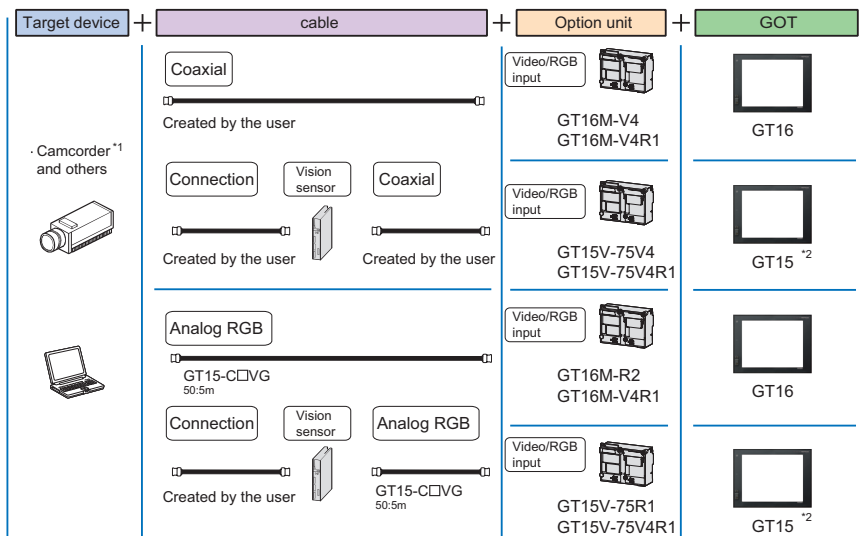 Target device + cable + Option unit + GOT
· Camcorder *1
and others
Coaxial
Created by the user
Connection
Vision
sensor
Coaxial
Created by the user
Created by the user
Video/RGB
input
GT16M-V4
GT16M-V4R1
GT16
Video/RGB
input
GT15V-75V4
GT15V-75V4R1
GT15 *2
Analog RGB
GT15-C□VG
50:5m
Connection
Vision
sensor
Analog RGB
Created by the user
GT15-C□VG
50:5m
Video/RGB
input
GT16M-R2
GT16M-V4R1
GT16
Video/RGB
input
GT15V-75R1
GT15V-75V4R1
GT15 *2